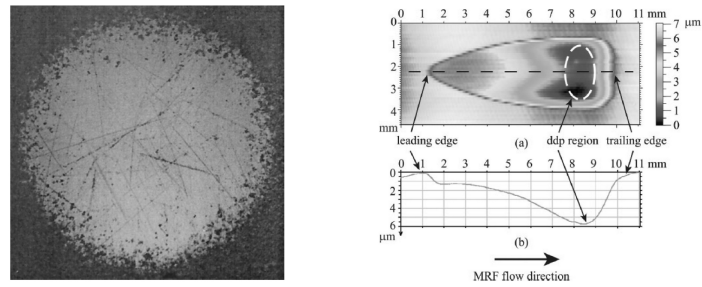 0 1 2 3 4 5 6 7 8 9 10 11 mm
0
1
2
3
4
mm
7 μm
6
5
4
3
2
1
0
leading edge
(a)
ddp region
trailing edge
0 1 2 3 4 5 6 7 8 9 10 11 mm
0
2
4
6
μm
(b)
MRF flow direction